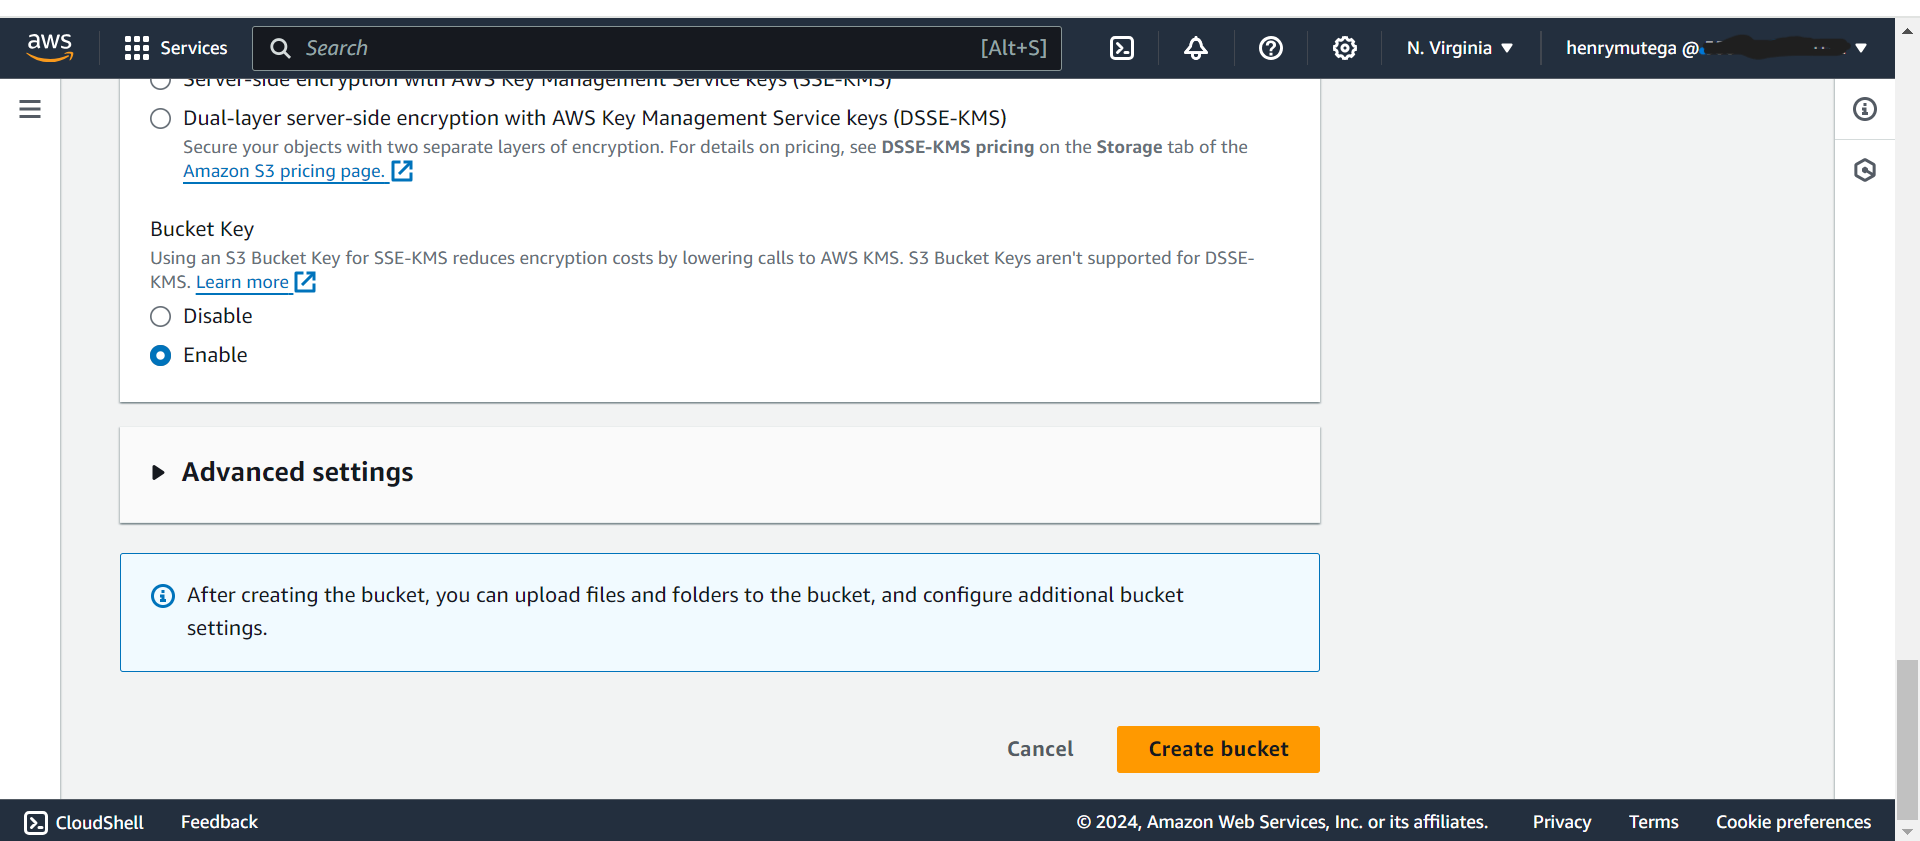 aws Services Search [Alt+S] N. Virginia henrymutega @
Server-side encryption with AWS Key Management Service keys (SSE-KMS)
Dual-layer server-side encryption with AWS Key Management Service keys (DSSE-KMS)
Secure your objects with two separate layers of encryption. For details on pricing, see DSSE-KMS pricing on the Storage tab of the
Amazon S3 pricing page.
Bucket Key
Using an S3 Bucket Key for SSE-KMS reduces encryption costs by lowering calls to AWS KMS. S3 Bucket Keys aren't supported for DSSE-
KMS. Learn more
Disable
Enable
Advanced settings
After creating the bucket, you can upload files and folders to the bucket, and configure additional bucket
settings.
Cancel Create bucket
CloudShell Feedback © 2024, Amazon Web Services, Inc. or its affiliates. Privacy Terms Cookie preferences